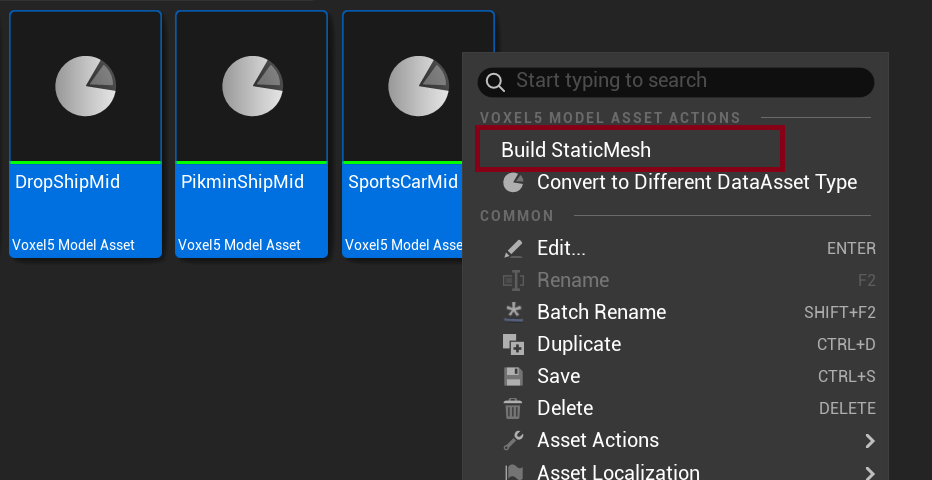 DropShipMid
Voxel5 Model Asset
PikminShipMid
Voxel5 Model Asset
SportsCarMid
Voxel5 Model Asse
Start typing to search
VOXEL5 MODEL ASSET ACTIONS
Build StaticMesh
Convert to Different DataAsset Type
COMMON
Edit... ENTER
Rename F2
Batch Rename SHIFT+F2
Duplicate CTRL+D
Save CTRL+S
Delete DELETE
Asset Actions
Asset Localization